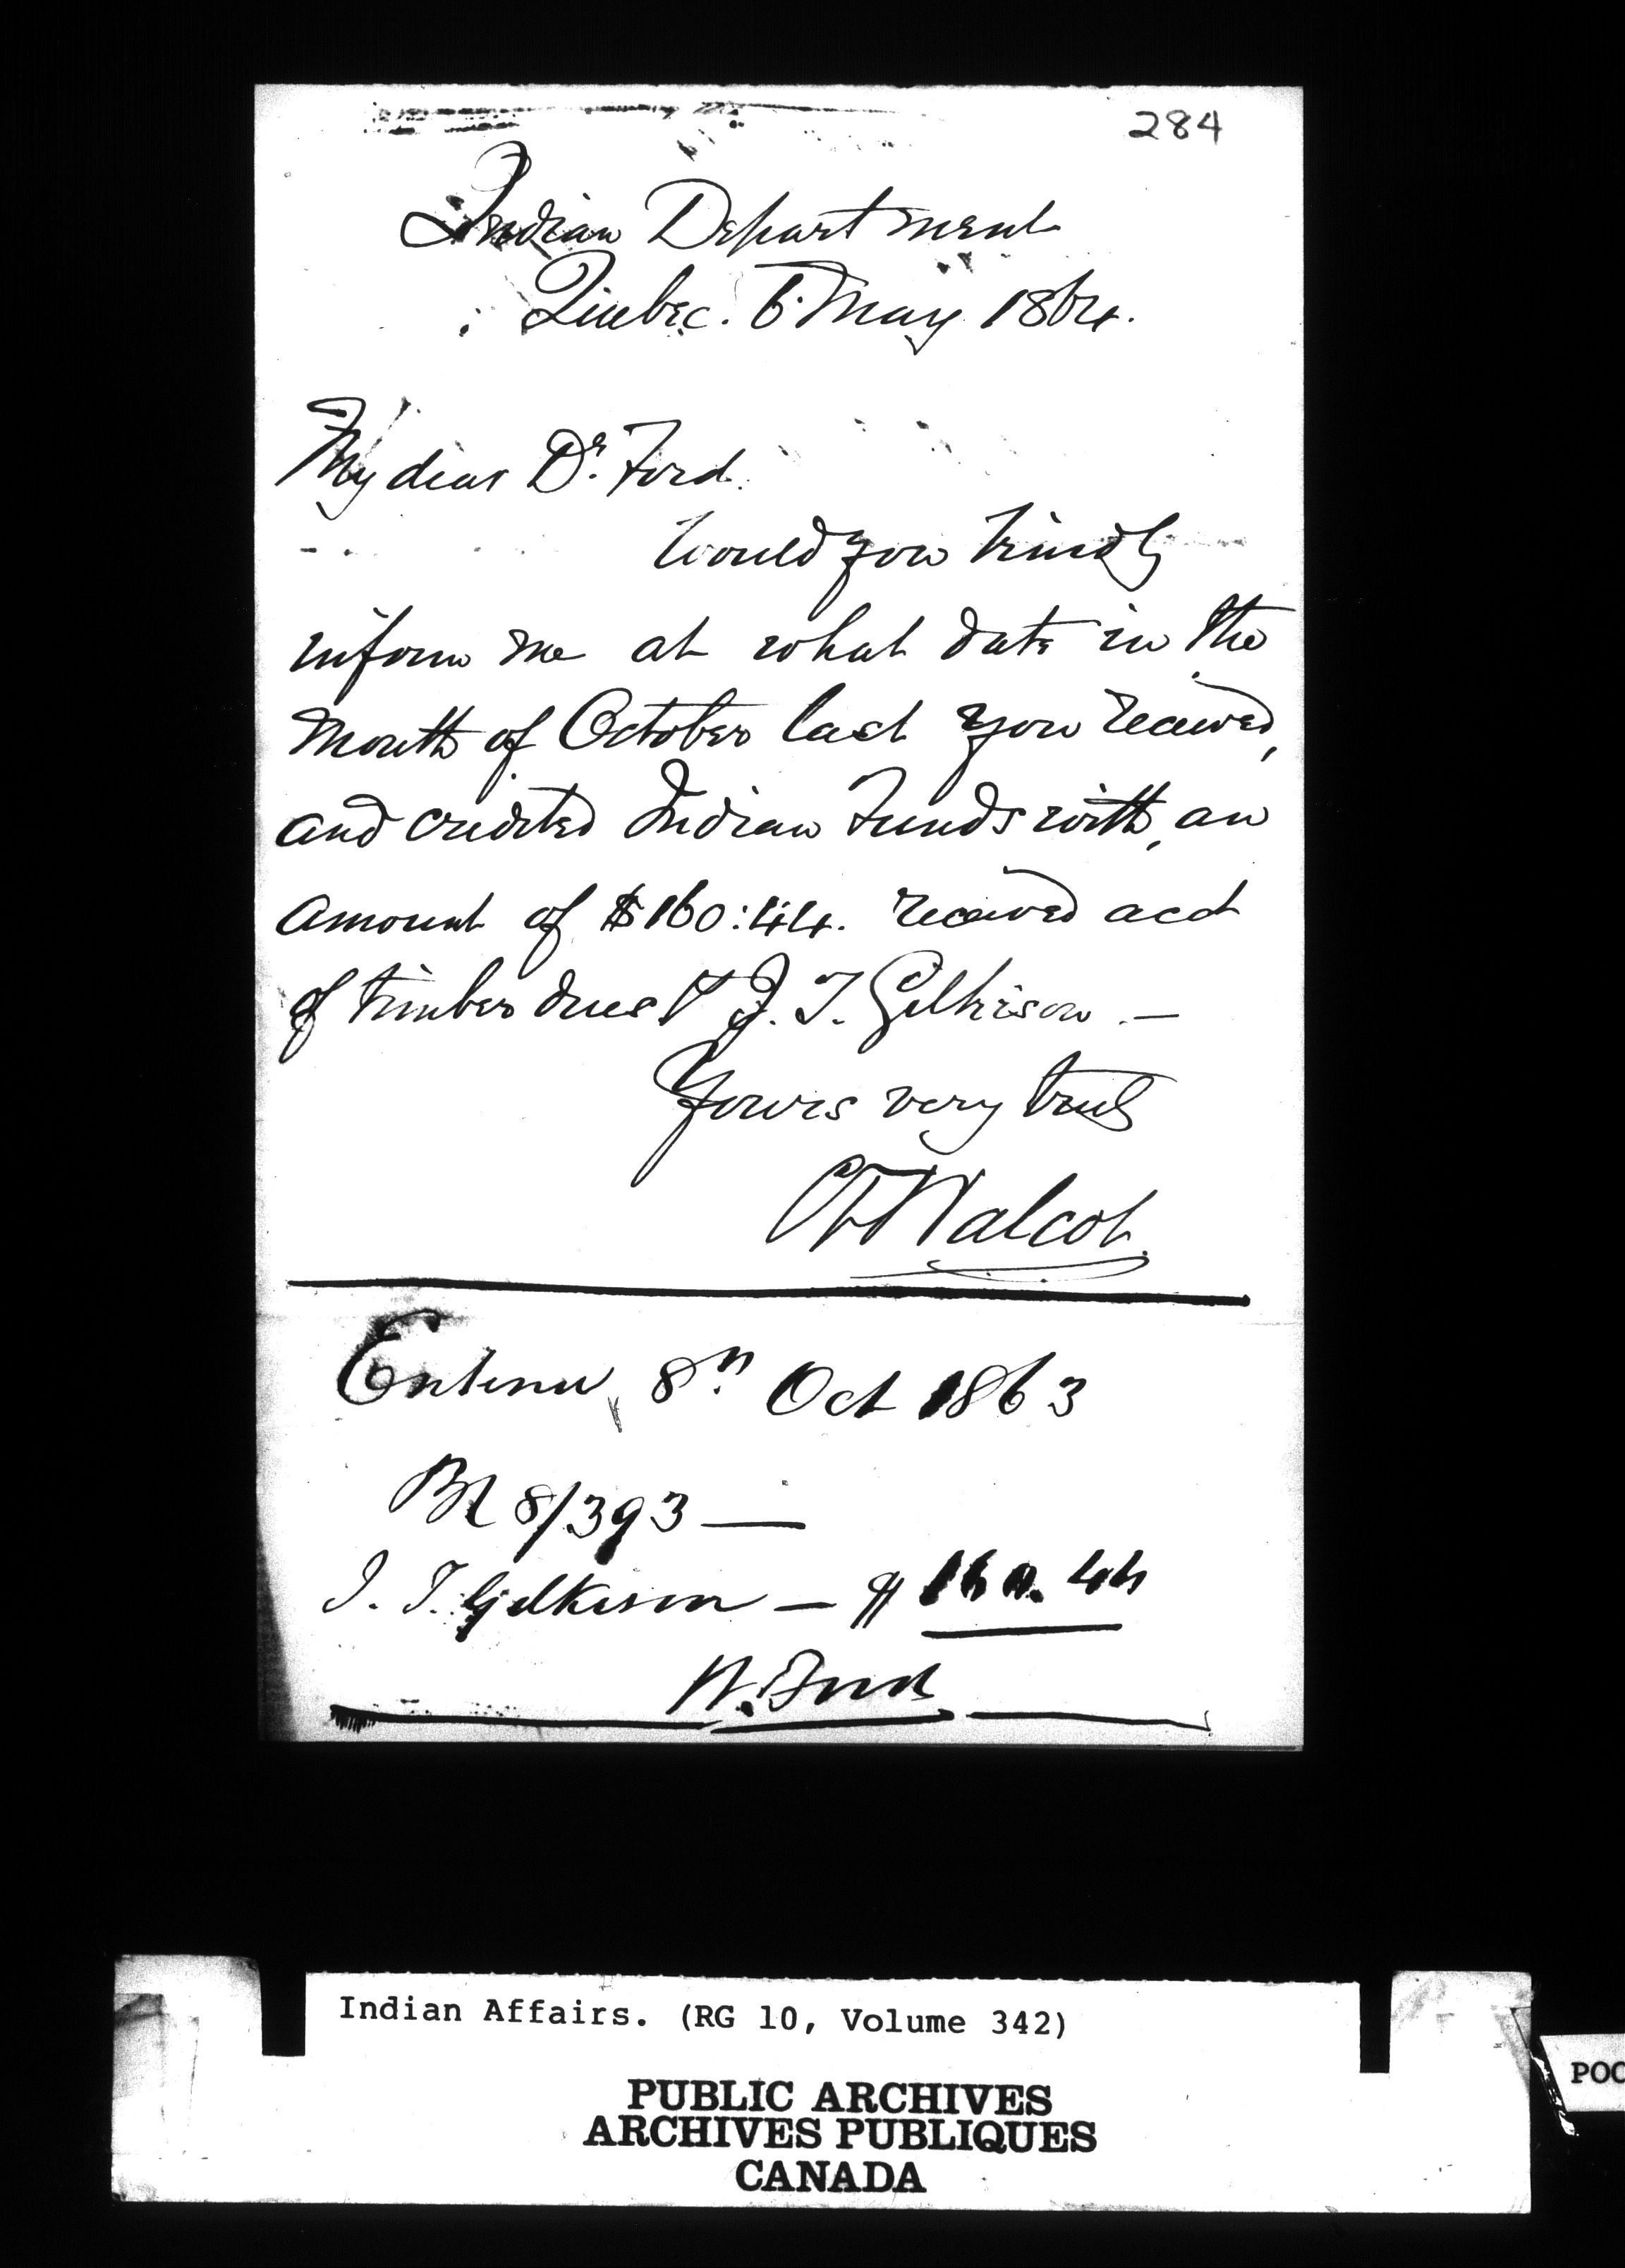 284
Indian Department
Quebec. 6 May 1864.
My dear Dr. Ford
Would you kindly
inform me at what date in the
Month of October last you received,
and credited Indian Funds with, an
amount of $160:44. received acct
of timber dues J. T. Gilkison. —
Yours very truly
C T Walcot
8th Oct 1863
8/393 —
J. T. Gilkison — $ 160. 44
Ford
Indian Affairs. (RG 10, Volume 342)
PUBLIC ARCHIVES
ARCHIVES PUBLIQUES
CANADA
POC